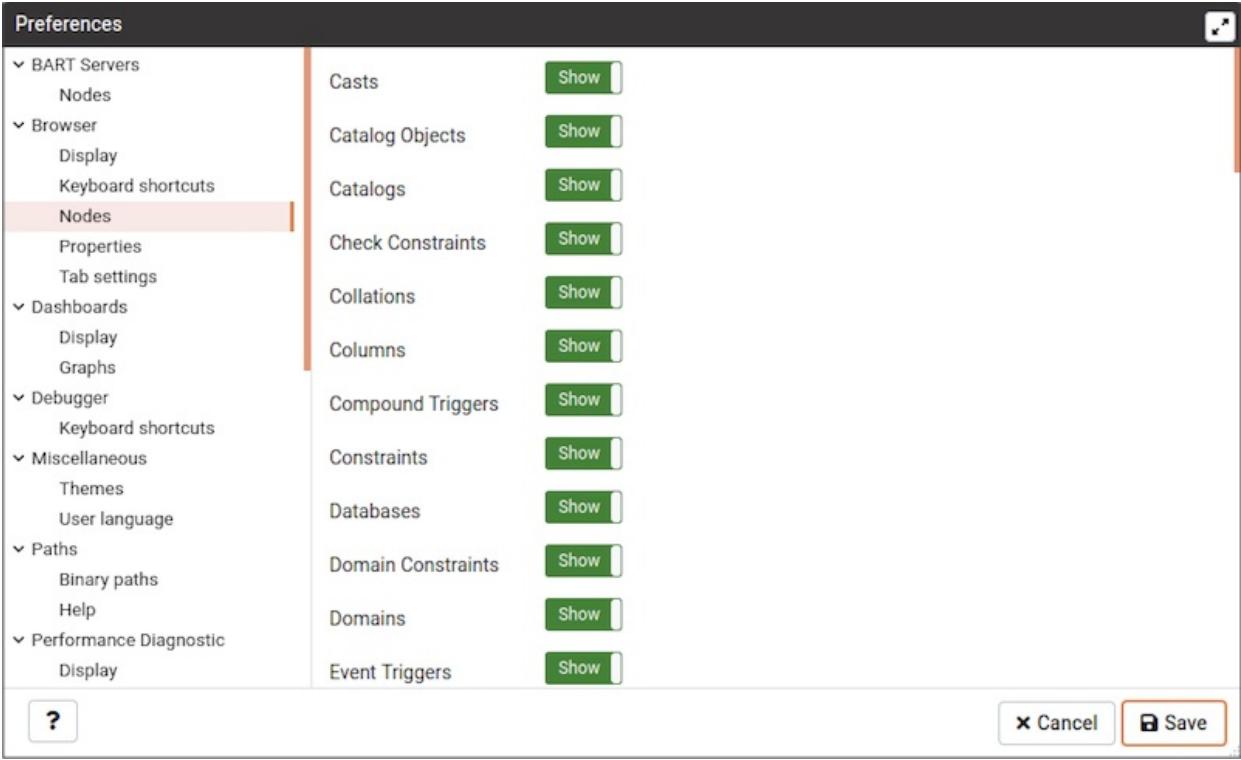 Preferences
BART Servers
Nodes
Browser
Display
Keyboard shortcuts
Nodes
Properties
Tab settings
Dashboards
Display
Graphs
Debugger
Keyboard shortcuts
Miscellaneous
Themes
User language
Paths
Binary paths
Help
Performance Diagnostic
Display
Casts Show
Catalog Objects Show
Catalogs Show
Check Constraints Show
Collations Show
Columns Show
Compound Triggers Show
Constraints Show
Databases Show
Domain Constraints Show
Domains Show
Event Triggers Show
? Cancel Save